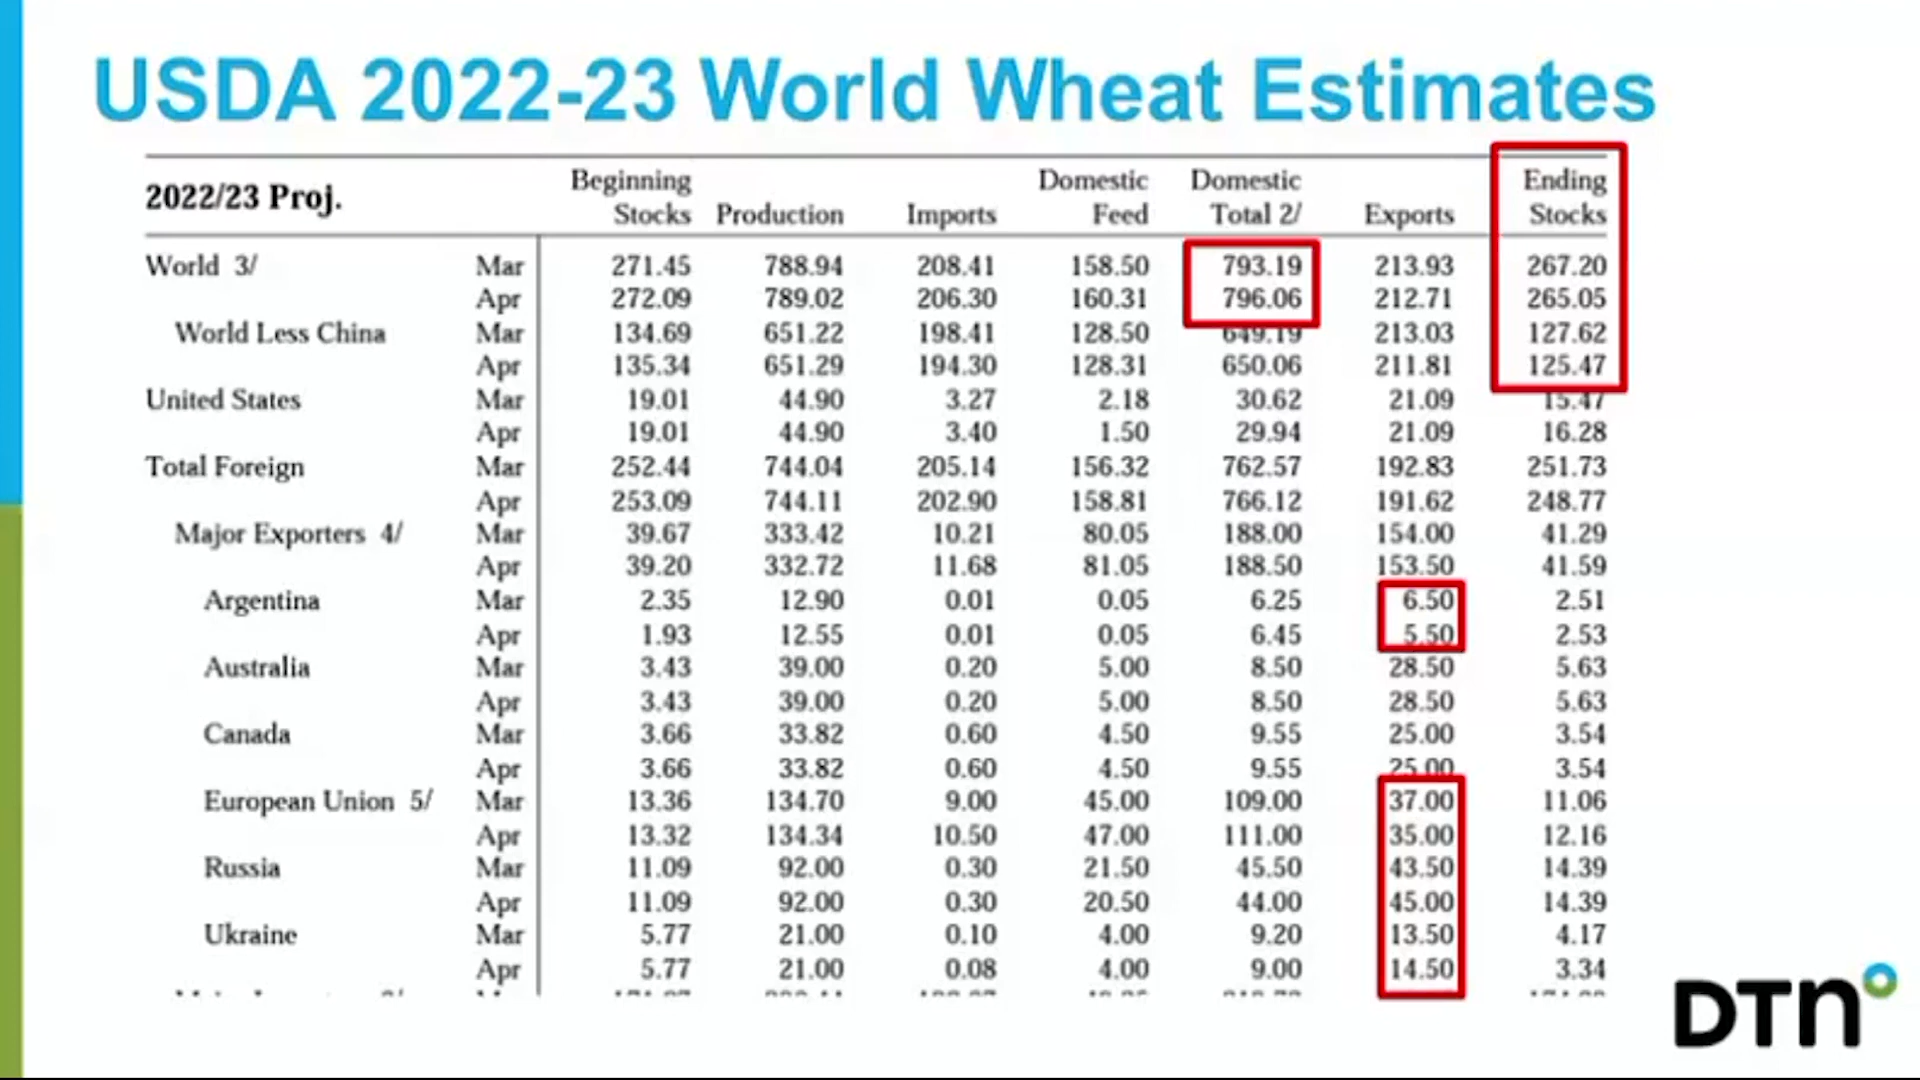 USDA 2022-23 World Wheat Estimates
2022/23 Proj. Beginning Stocks Production Imports Domestic Feed Domestic Total 2/ Exports Ending Stocks
World 3/ Mar 271.45 788.94 208.41 158.50 793.19 213.93 267.20
Apr 272.09 789.02 206.30 160.31 796.06 212.71 265.05
World Less China Mar 134.69 651.22 198.41 128.50 649.19 213.03 127.62
Apr 135.34 651.29 194.30 128.31 650.06 211.81 125.47
United States Mar 19.01 44.90 3.27 2.18 30.62 21.09 15.47
Apr 19.01 44.90 3.40 1.50 29.94 21.09 16.28
Total Foreign Mar 252.44 744.04 205.14 156.32 762.57 192.83 251.73
Apr 253.09 744.11 202.90 158.81 766.12 191.62 248.77
Major Exporters 4/ Mar 39.67 333.42 10.21 80.05 188.00 154.00 41.29
Apr 39.20 332.72 11.68 81.05 188.50 153.50 41.59
Argentina Mar 2.35 12.90 0.01 0.05 6.25 6.50 2.51
Apr 1.93 12.55 0.01 0.05 6.45 5.50 2.53
Australia Mar 3.43 39.00 0.20 5.00 8.50 28.50 5.63
Apr 3.43 39.00 0.20 5.00 8.50 28.50 5.63
Canada Mar 3.66 33.82 0.60 4.50 9.55 25.00 3.54
Apr 3.66 33.82 0.60 4.50 9.55 25.00 3.54
European Union 5/ Mar 13.36 134.70 9.00 45.00 109.00 37.00 11.06
Apr 13.32 134.34 10.50 47.00 111.00 35.00 12.16
Russia Mar 11.09 92.00 0.30 21.50 45.50 43.50 14.39
Apr 11.09 92.00 0.30 20.50 44.00 45.00 14.39
Ukraine Mar 5.77 21.00 0.10 4.00 9.20 13.50 4.17
Apr 5.77 21.00 0.08 4.00 9.00 14.50 3.34
DTN